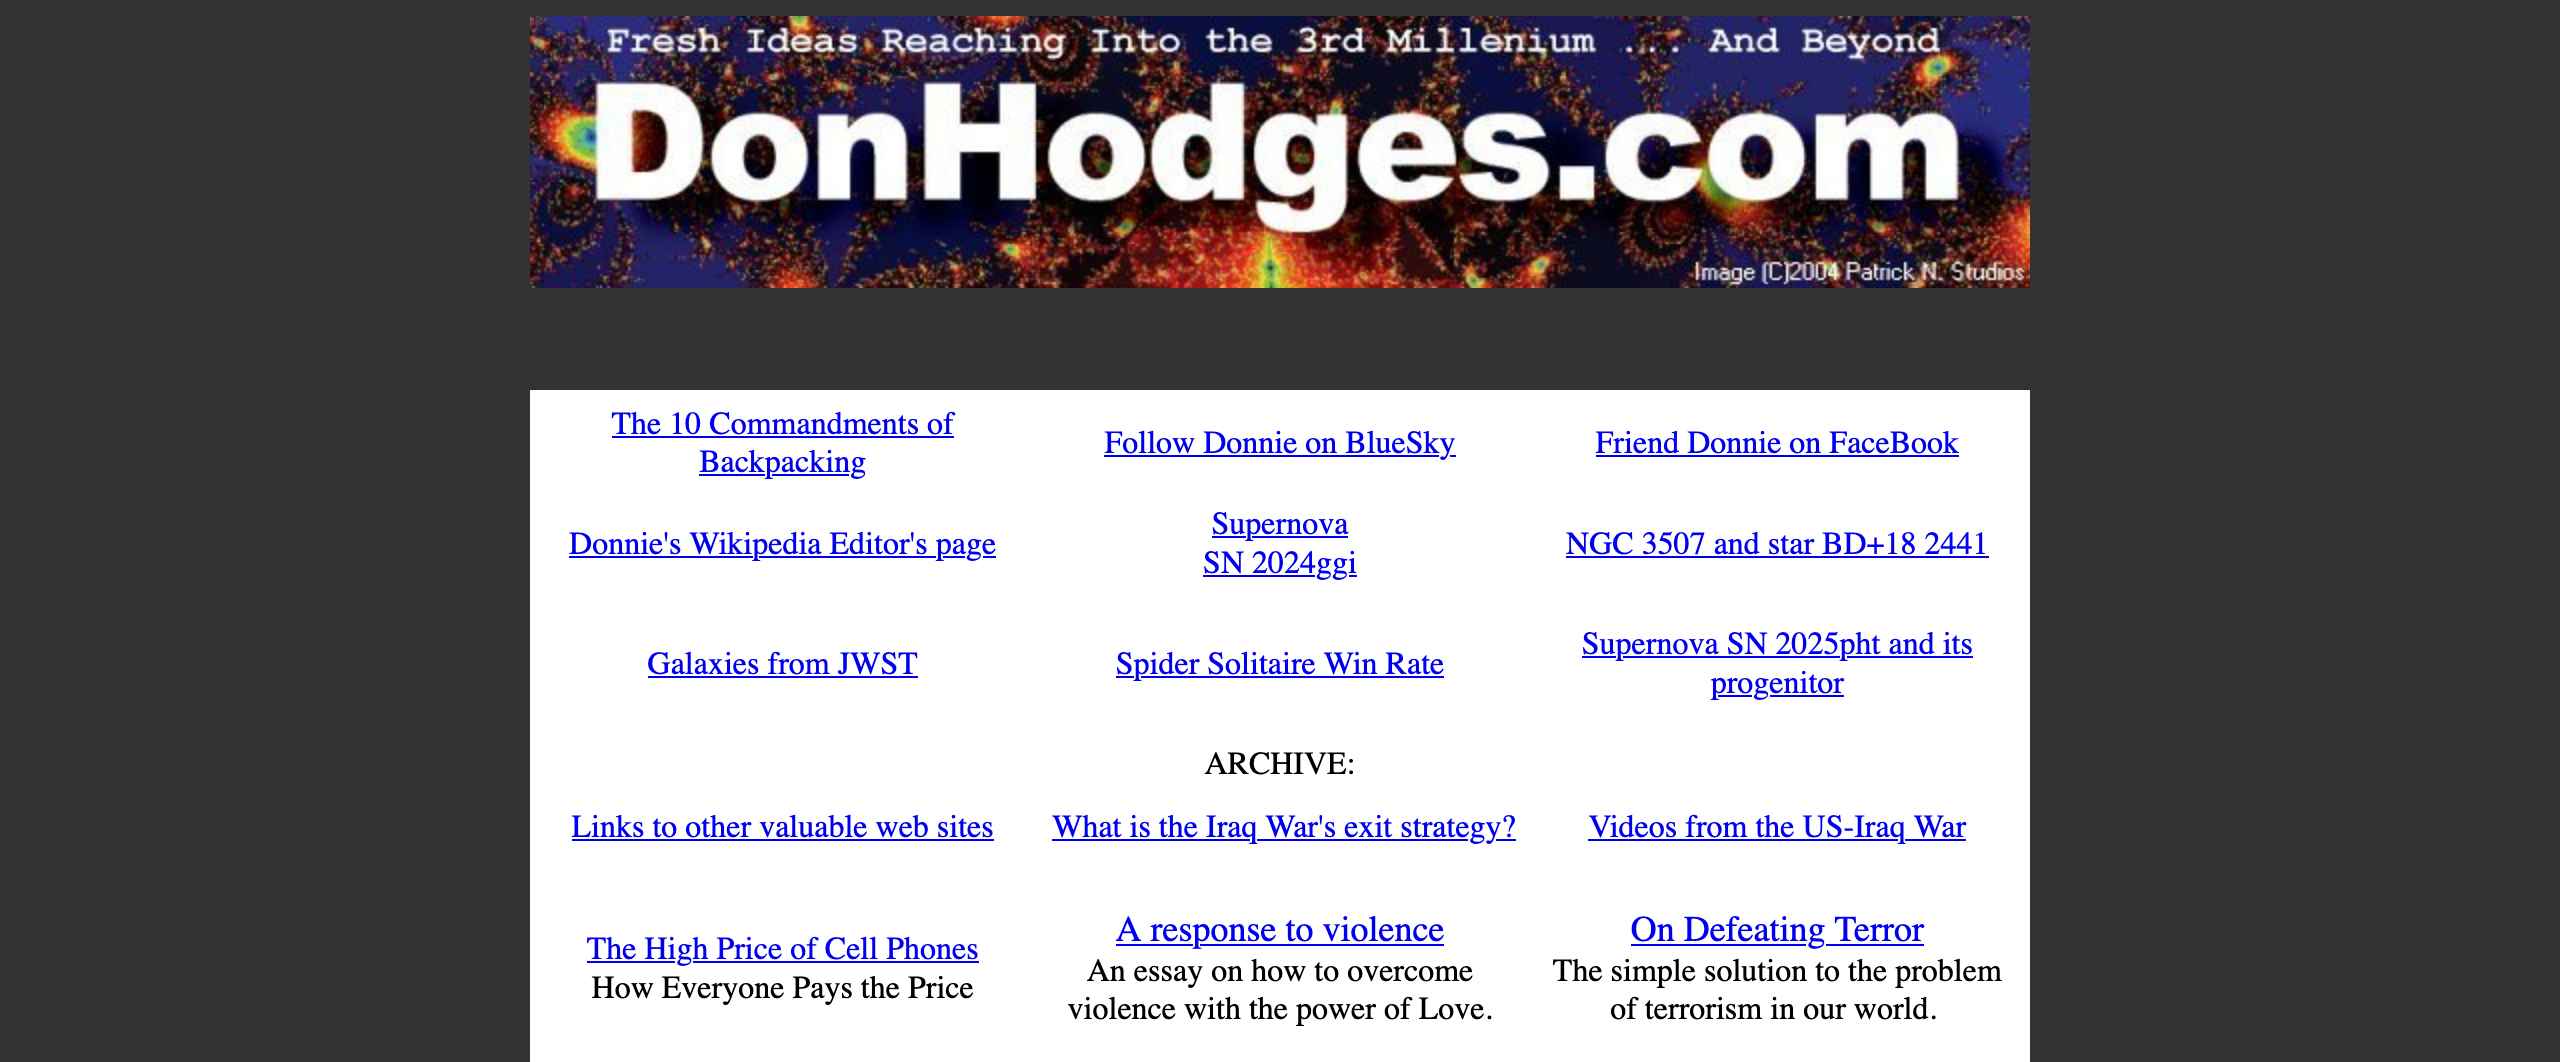 Fresh Ideas Reaching Into the 3rd Millenium ... And Beyond
DonHodges.com
Image (C)2004 Patrick N. Studios
The 10 Commandments of
Backpacking
Follow Donnie on BlueSky
Friend Donnie on FaceBook
Donnie's Wikipedia Editor's page
Supernova
SN 2024ggi
NGC 3507 and star BD+18 2441
Galaxies from JWST
Spider Solitaire Win Rate
Supernova SN 2025pht and its
progenitor
ARCHIVE:
Links to other valuable web sites
What is the Iraq War's exit strategy?
Videos from the US-Iraq War
The High Price of Cell Phones
How Everyone Pays the Price
A response to violence
An essay on how to overcome
violence with the power of Love.
On Defeating Terror
The simple solution to the problem
of terrorism in our world.